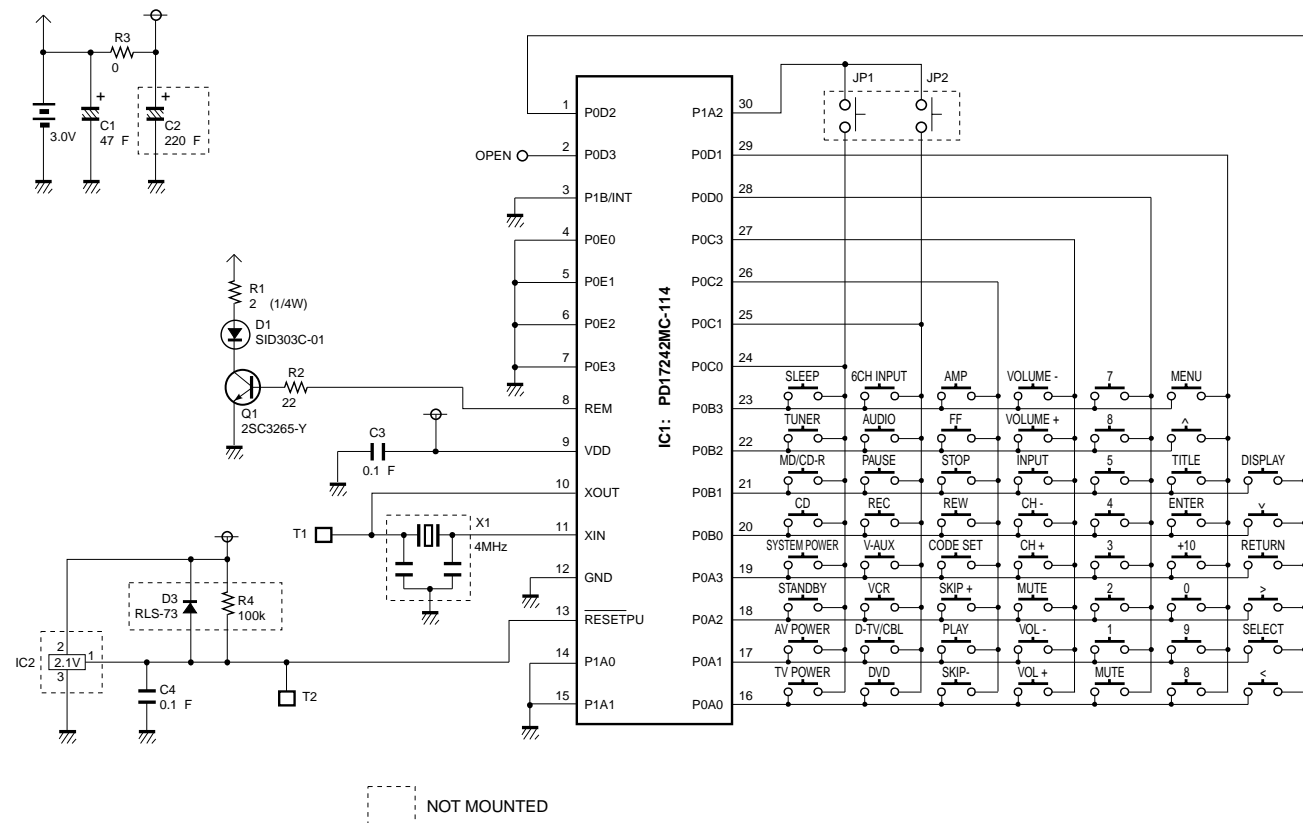 R3
0
+
+
3.0V
C1
47 F
C2
220 F
R1
2 (1/4W)
D1
SID303C-01
R2
22
Q1
2SC3265-Y
C3
0.1 F
T1
X1
4MHz
D3
RLS-73
R4
100k
IC2
2
2.1V
1
3
C4
0.1 F
T2
OPEN
IC1: PD17242MC-114
1 P0D2
2 P0D3
3 P1B/INT
4 P0E0
5 P0E1
6 P0E2
7 P0E3
8 REM
9 VDD
10 XOUT
11 XIN
12 GND
13 RESETPU
14 P1A0
15 P1A1
P1A2 30
P0D1 29
P0D0 28
P0C3 27
P0C2 26
P0C1 25
P0C0 24
P0B3 23
P0B2 22
P0B1 21
P0B0 20
P0A3 19
P0A2 18
P0A1 17
P0A0 16
JP1 JP2
SLEEP 6CH INPUT AMP VOLUME - 7 MENU
TUNER AUDIO FF VOLUME + 8 ^
MD/CD-R PAUSE STOP INPUT 5 TITLE DISPLAY
CD REC REW CH - 4 ENTER v
SYSTEM POWER V-AUX CODE SET CH + 3 +10 RETURN
STANDBY VCR SKIP + MUTE 2 0 >
AV POWER D-TV/CBL PLAY VOL - 1 9 SELECT
TV POWER DVD SKIP- VOL + MUTE 8 <
NOT MOUNTED